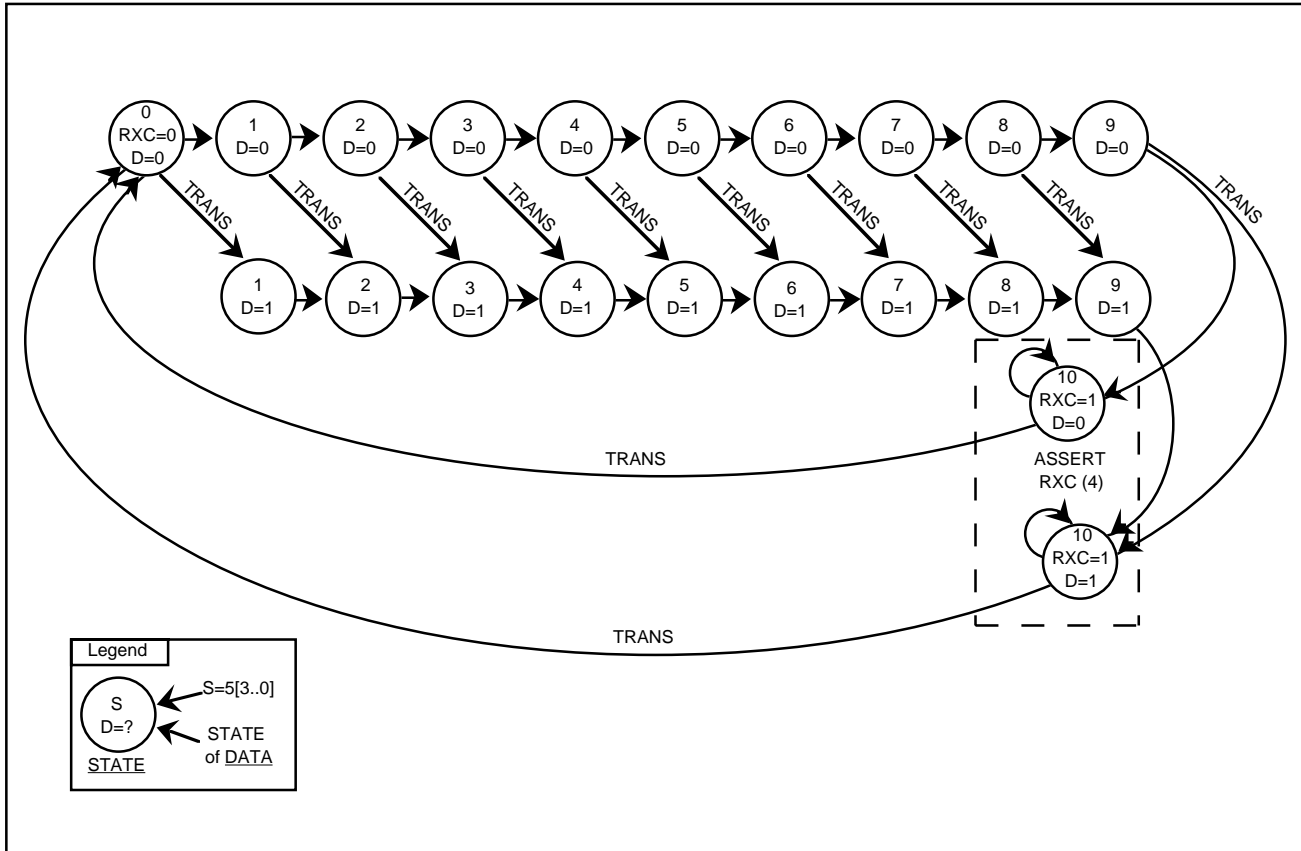 0
RXC=0
D=0
1
D=0
2
D=0
3
D=0
4
D=0
5
D=0
6
D=0
7
D=0
8
D=0
9
D=0
TRANS
TRANS
TRANS
TRANS
TRANS
TRANS
TRANS
TRANS
TRANS
TRANS
1
D=1
2
D=1
3
D=1
4
D=1
5
D=1
6
D=1
7
D=1
8
D=1
9
D=1
10
RXC=1
D=0
TRANS
ASSERT
RXC (4)
10
RXC=1
D=1
TRANS
Legend
S
D=?
S=5[3..0]
STATE
of DATA
STATE